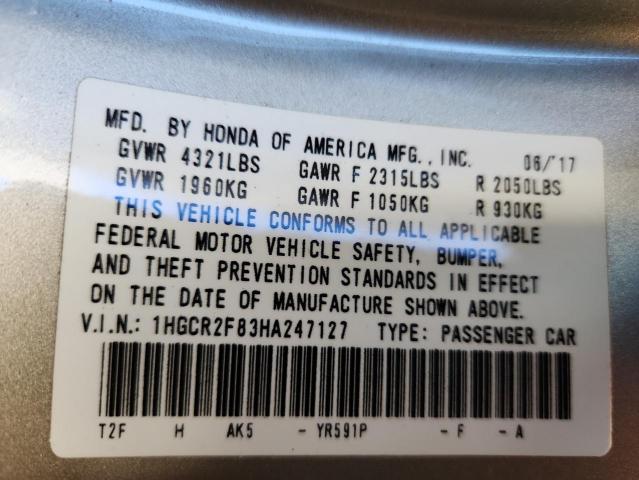 MFD. BY HONDA OF AMERICA MFG., INC. 06/'17
GVWR 4321LBS GAWR F 2315LBS R 2050LBS
GVWR 1960KG GAWR F 1050KG R 930KG
THIS VEHICLE CONFORMS TO ALL APPLICABLE
FEDERAL MOTOR VEHICLE SAFETY, BUMPER,
AND THEFT PREVENTION STANDARDS IN EFFECT
ON THE DATE OF MANUFACTURE SHOWN ABOVE.
V.I.N.: 1HGCR2F83HA247127 TYPE: PASSENGER CAR
T2F H AK5 - YR591P - F - A